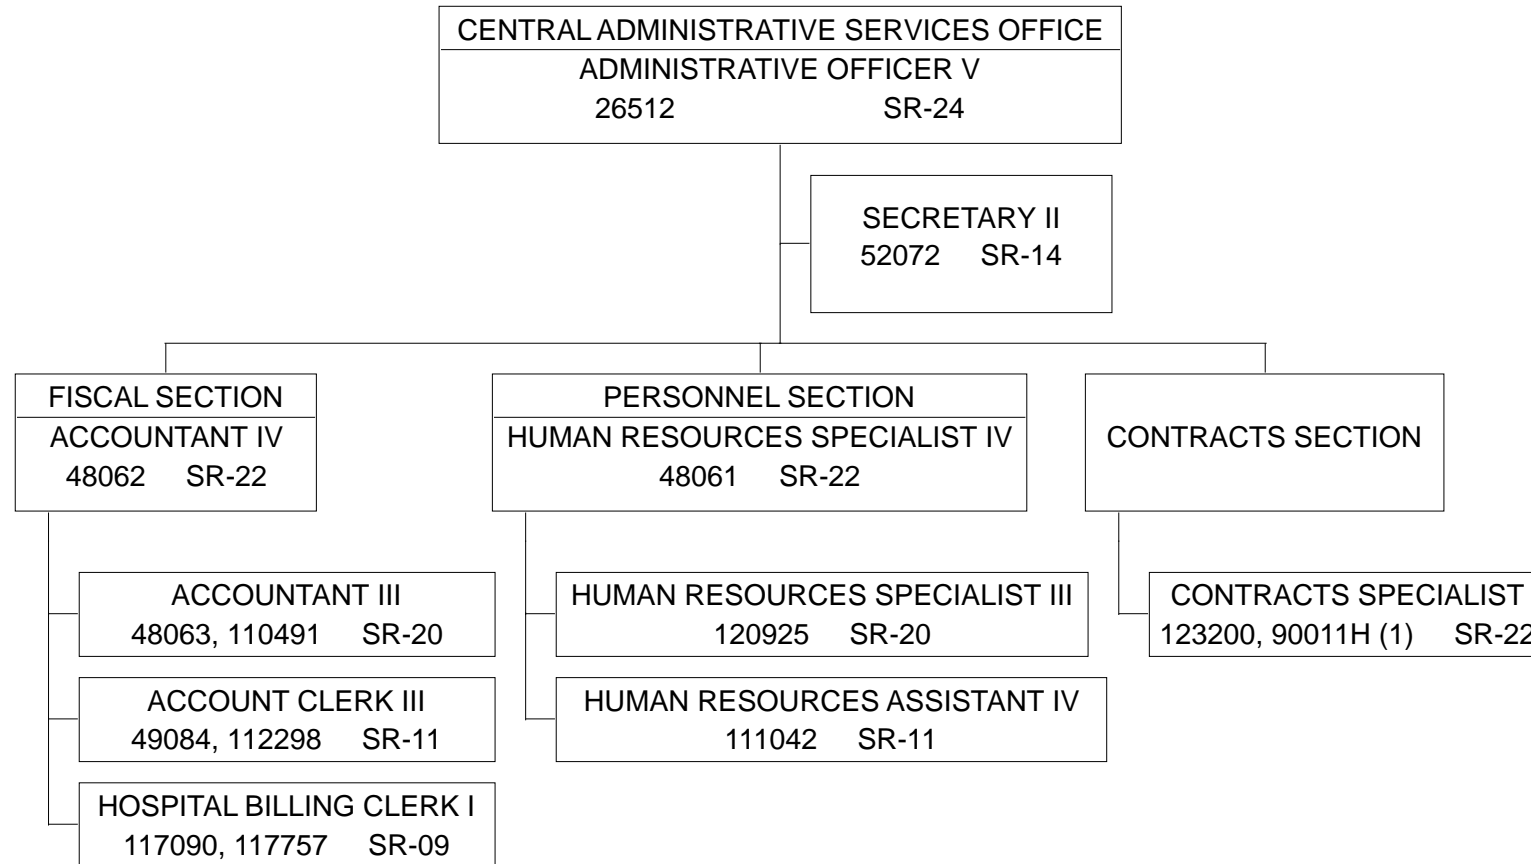 CENTRAL ADMINISTRATIVE SERVICES OFFICE
ADMINISTRATIVE OFFICER V
26512 SR-24
SECRETARY II
52072 SR-14
FISCAL SECTION
ACCOUNTANT IV
48062 SR-22
PERSONNEL SECTION
HUMAN RESOURCES SPECIALIST IV
48061 SR-22
CONTRACTS SECTION
ACCOUNTANT III
48063, 110491 SR-20
ACCOUNT CLERK III
49084, 112298 SR-11
HOSPITAL BILLING CLERK I
117090, 117757 SR-09
HUMAN RESOURCES SPECIALIST III
120925 SR-20
HUMAN RESOURCES ASSISTANT IV
111042 SR-11
CONTRACTS SPECIALIST
123200, 90011H (1) SR-22